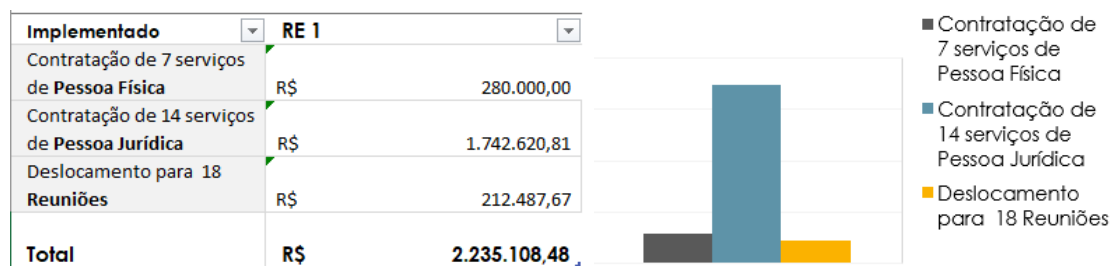 Implementado RE 1
Contratação de 7 serviços
de Pessoa Física R$ 280.000,00
Contratação de 14 serviços
de Pessoa Jurídica R$ 1.742.620,81
Deslocamento para 18
Reuniões R$ 212.487,67
Total R$ 2.235.108,48
Contratação de
7 serviços de
Pessoa Física
Contratação de
14 serviços de
Pessoa Jurídica
Deslocamento
para 18 Reuniões